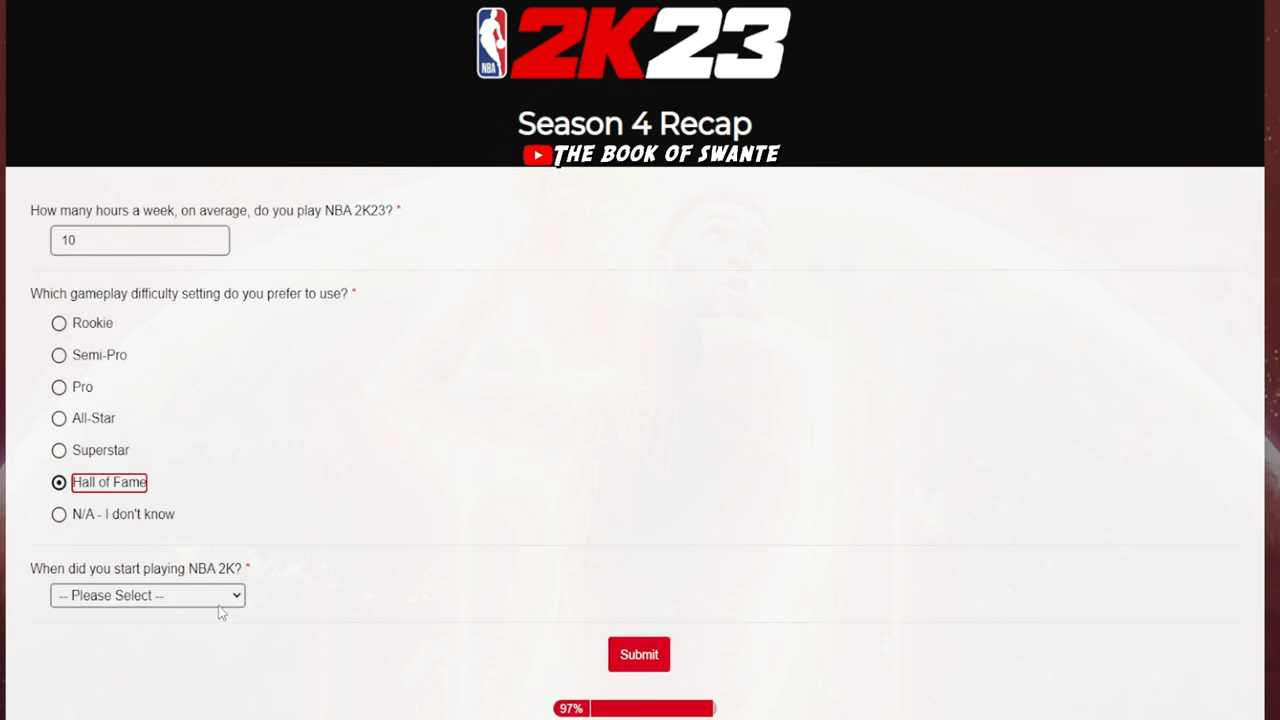 NBA 2K23
Season 4 Recap
THE BOOK OF SWANTE
How many hours a week, on average, do you play NBA 2K23? *
10
Which gameplay difficulty setting do you prefer to use? *
Rookie
Semi-Pro
Pro
All-Star
Superstar
Hall of Fame
N/A - I don't know
When did you start playing NBA 2K? *
-- Please Select --
Submit
97%